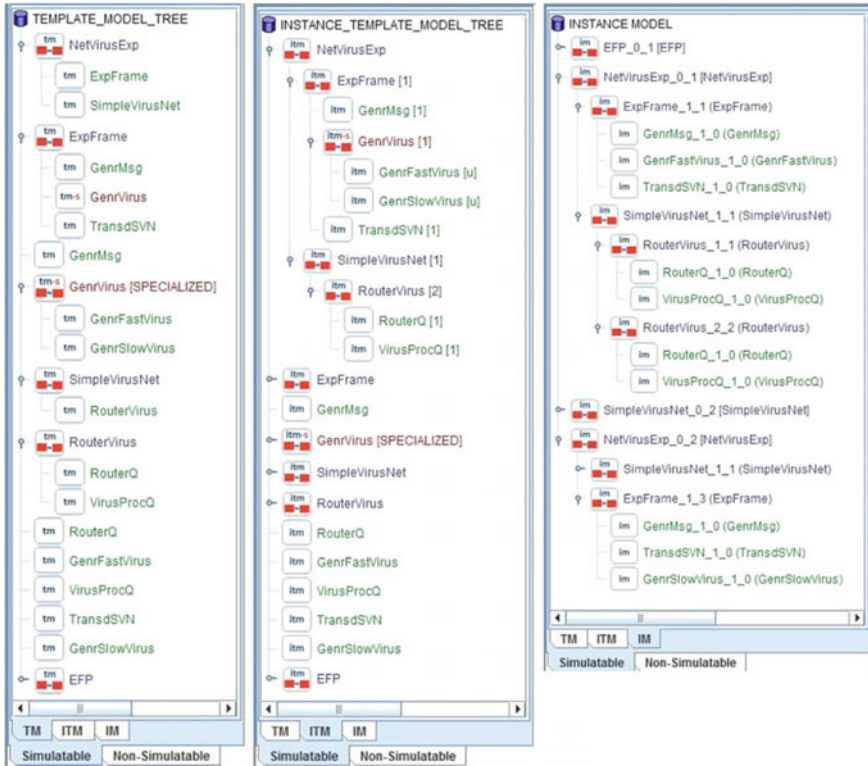 TEMPLATE_MODEL_TREE
tm NetVirusExp
tm ExpFrame
tm SimpleVirusNet
tm ExpFrame
tm GenrMsg
tm-s GenrVirus
tm TransdSVN
tm GenrMsg
tm-s GenrVirus [SPECIALIZED]
tm GenrFastVirus
tm GenrSlowVirus
tm SimpleVirusNet
tm RouterVirus
tm RouterVirus
tm RouterQ
tm VirusProcQ
tm RouterQ
tm GenrFastVirus
tm VirusProcQ
tm TransdSVN
tm GenrSlowVirus
tm EFP
TM ITM IM
Simulatable Non-Simulatable
INSTANCE_TEMPLATE_MODEL_TREE
itm NetVirusExp
itm ExpFrame [1]
itm GenrMsg [1]
itm-s GenrVirus [1]
itm GenrFastVirus [u]
itm GenrSlowVirus [u]
itm TransdSVN [1]
itm SimpleVirusNet [1]
itm RouterVirus [2]
itm RouterQ [1]
itm VirusProcQ [1]
itm ExpFrame
itm GenrMsg
itm-s GenrVirus [SPECIALIZED]
itm SimpleVirusNet
itm RouterVirus
itm RouterQ
itm GenrFastVirus
itm VirusProcQ
itm TransdSVN
itm GenrSlowVirus
itm EFP
TM ITM IM
Simulatable Non-Simulatable
INSTANCE MODEL
im EFP_0_1 [EFP]
im NetVirusExp_0_1 [NetVirusExp]
im ExpFrame_1_1 (ExpFrame)
im GenrMsg_1_0 (GenrMsg)
im GenrFastVirus_1_0 (GenrFastVirus)
im TransdSVN_1_0 (TransdSVN)
im SimpleVirusNet_1_1 (SimpleVirusNet)
im RouterVirus_1_1 (RouterVirus)
im RouterQ_1_0 (RouterQ)
im VirusProcQ_1_0 (VirusProcQ)
im RouterVirus_2_2 (RouterVirus)
im RouterQ_1_0 (RouterQ)
im VirusProcQ_1_0 (VirusProcQ)
im SimpleVirusNet_0_2 [SimpleVirusNet]
im NetVirusExp_0_2 [NetVirusExp]
im SimpleVirusNet_1_1 (SimpleVirusNet)
im ExpFrame_1_3 (ExpFrame)
im GenrMsg_1_0 (GenrMsg)
im TransdSVN_1_0 (TransdSVN)
im GenrSlowVirus_1_0 (GenrSlowVirus)
TM ITM IM
Simulatable Non-Simulatable